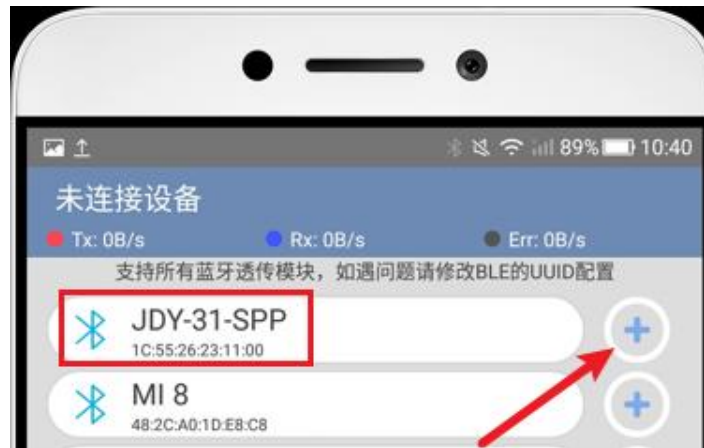 89% 10:40
未连接设备
Tx: 0B/s Rx: 0B/s Err: 0B/s
支持所有蓝牙透传模块，如遇问题请修改BLE的UUID配置
JDY-31-SPP
1C:55:26:23:11:00
MI 8
48:2C:A0:1D:E8:C8